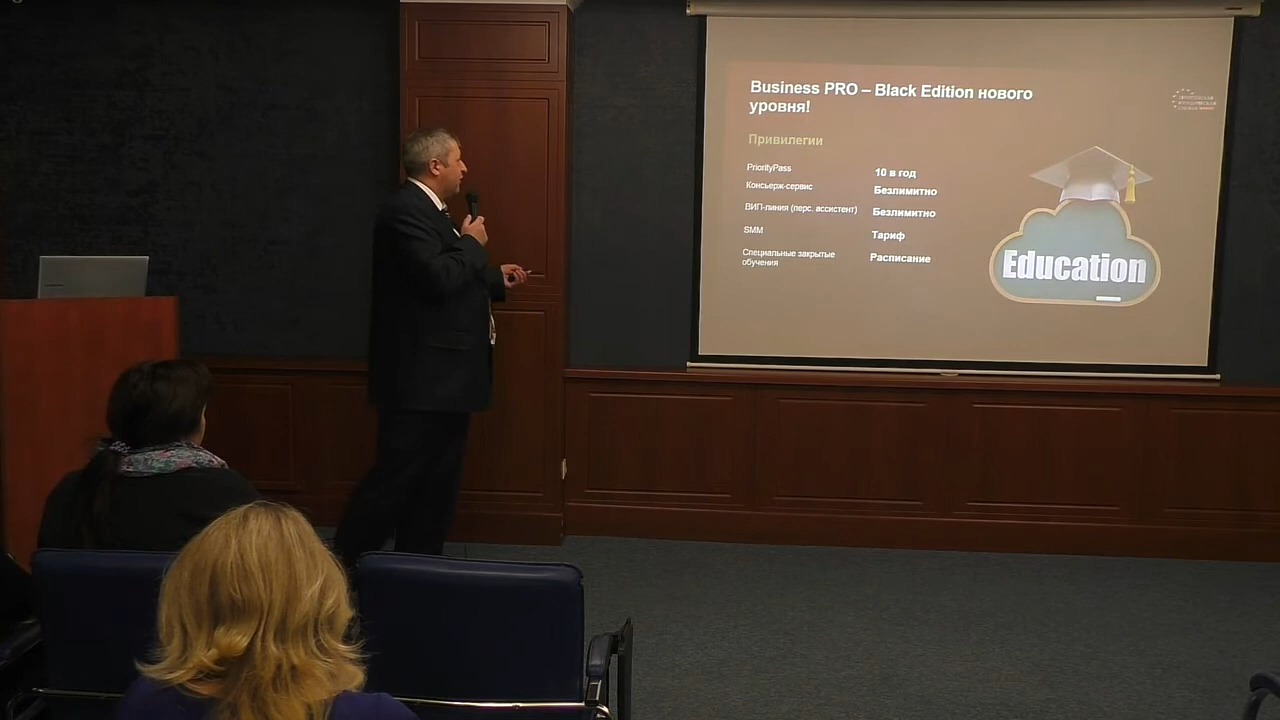 Business PRO – Black Edition нового
уровня!
Привилегии
PriorityPass 10 в год
Консьерж-сервис Безлимитно
ВИП-линия (перс. ассистент) Безлимитно
SMM Тариф
Специальные закрытые Расписание
обучения
Education